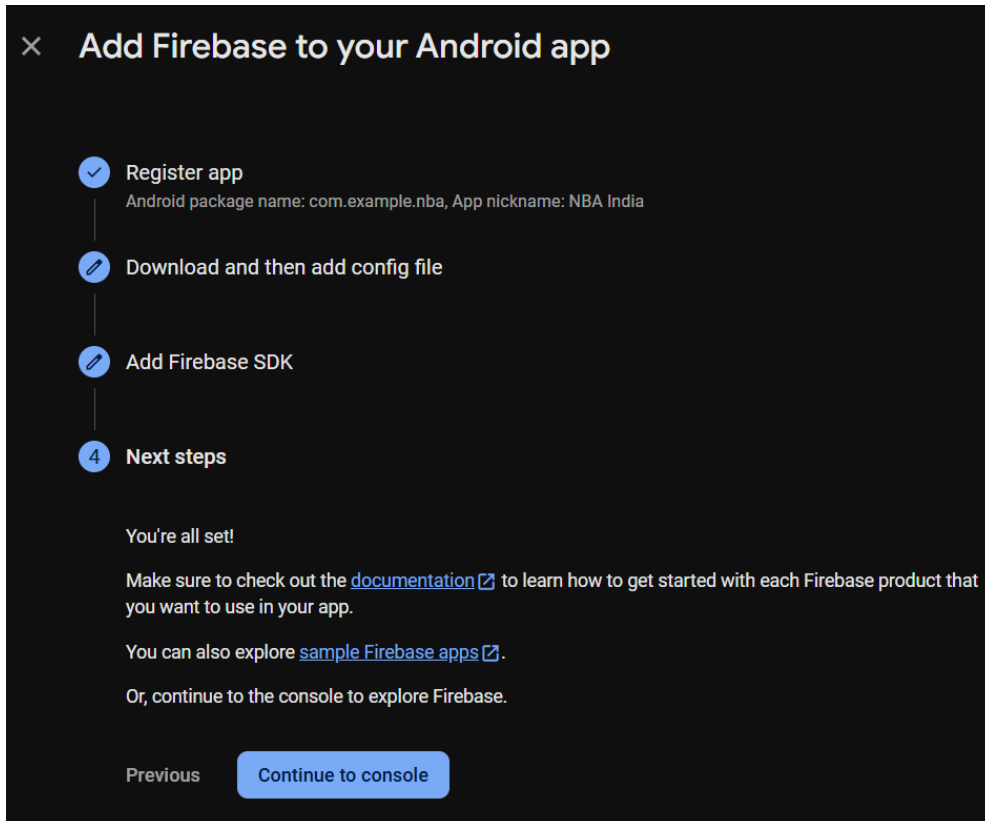 Add Firebase to your Android app
Register app
Android package name: com.example.nba, App nickname: NBA India
Download and then add config file
Add Firebase SDK
4 Next steps
You're all set!
Make sure to check out the documentation to learn how to get started with each Firebase product that
you want to use in your app.
You can also explore sample Firebase apps.
Or, continue to the console to explore Firebase.
Previous Continue to console